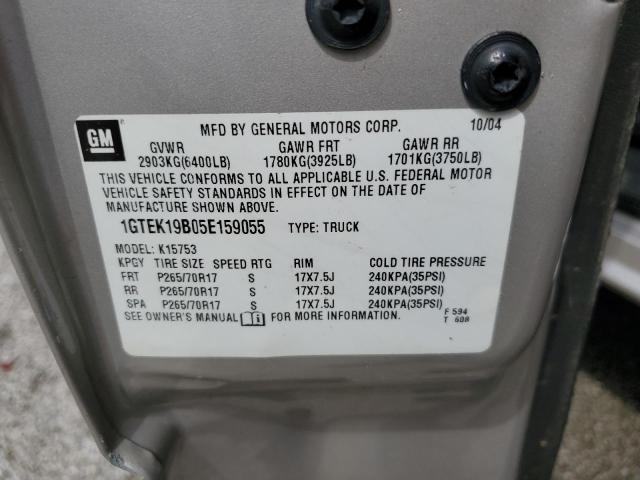 GM
MFD BY GENERAL MOTORS CORP. 10/04
GVWR GAWR FRT GAWR RR
2903KG(6400LB) 1780KG(3925LB) 1701KG(3750LB)
THIS VEHICLE CONFORMS TO ALL APPLICABLE U.S. FEDERAL MOTOR
VEHICLE SAFETY STANDARDS IN EFFECT ON THE DATE OF
MANUFACTURE SHOWN ABOVE.
1GTEK19B05E159055 TYPE: TRUCK
MODEL: K15753
KPGY TIRE SIZE SPEED RTG RIM COLD TIRE PRESSURE
FRT P265/70R17 S 17X7.5J 240KPA(35PSI)
RR P265/70R17 S 17X7.5J 240KPA(35PSI)
SPA P265/70R17 S 17X7.5J 240KPA(35PSI)
SEE OWNER'S MANUAL FOR MORE INFORMATION.
F 594
T 608